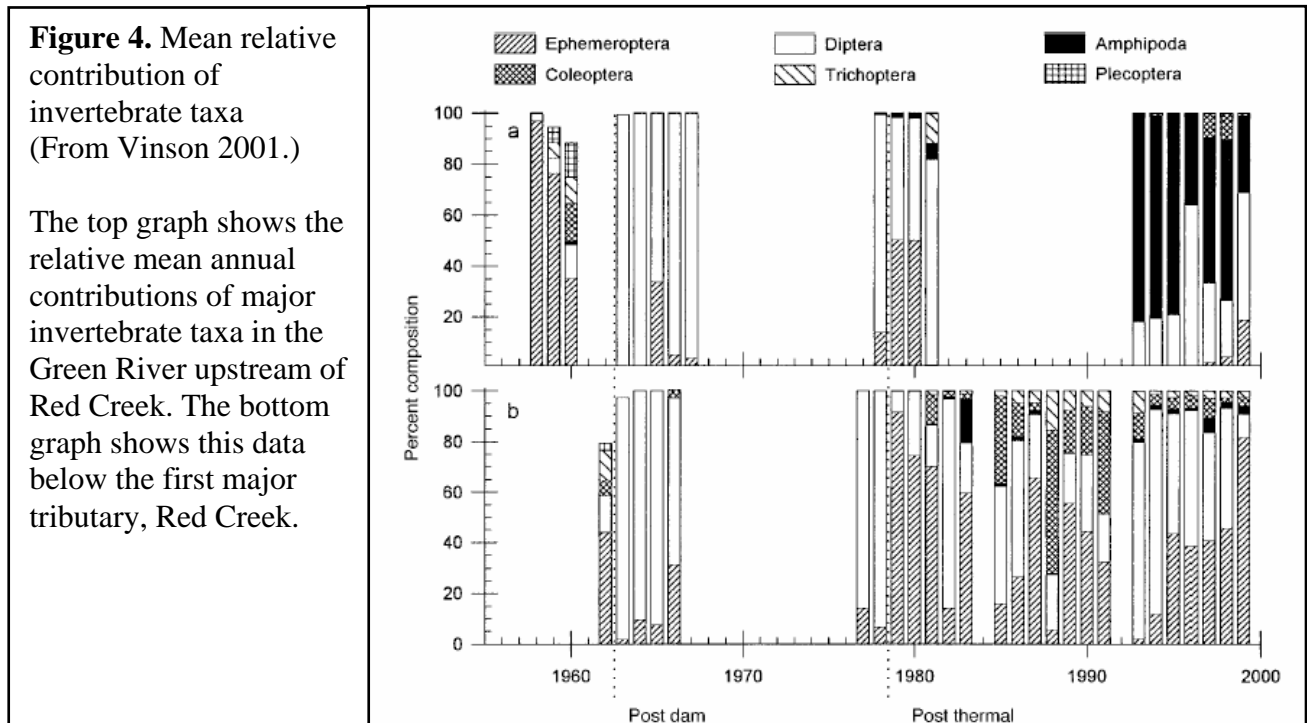 Figure 4. Mean relative
contribution of
invertebrate taxa
(From Vinson 2001.)
The top graph shows the
relative mean annual
contributions of major
invertebrate taxa in the
Green River upstream of
Red Creek. The bottom
graph shows this data
below the first major
tributary, Red Creek.
Ephemeroptera Diptera Amphipoda
Coleoptera Trichoptera Plecoptera
Percent composition
a
100
80
60
40
20
b
100
80
60
40
20
0
1960 1970 1980 1990 2000
Post dam Post thermal